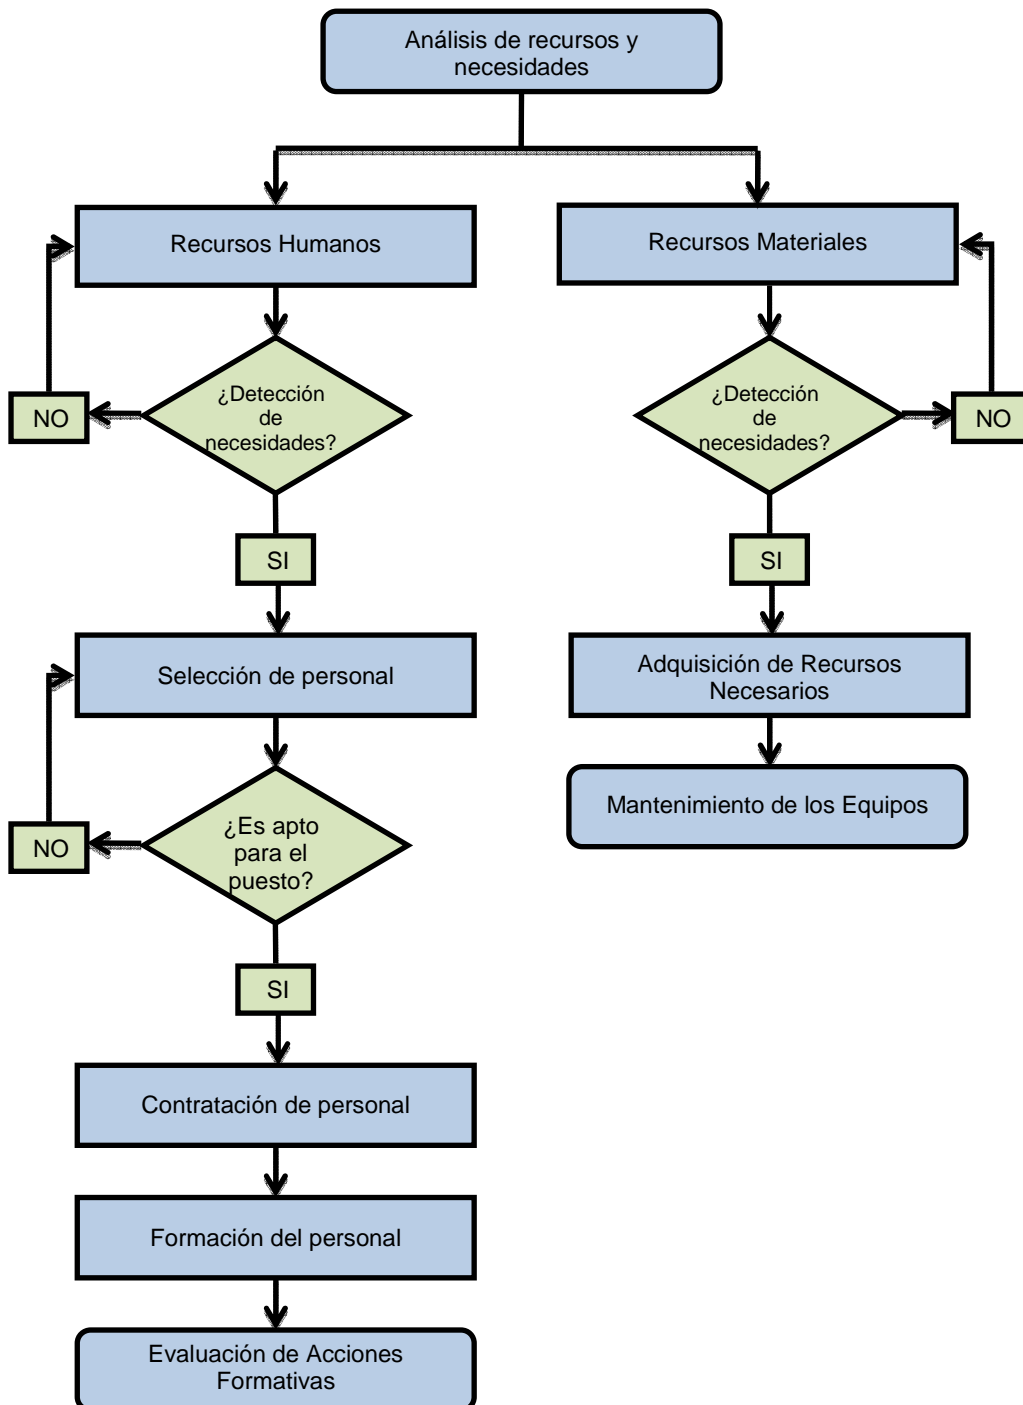 Análisis de recursos y
necesidades
Recursos Humanos
Recursos Materiales
¿Detección
de
necesidades?
¿Detección
de
necesidades?
NO
NO
SI
SI
Selección de personal
Adquisición de Recursos
Necesarios
Mantenimiento de los Equipos
¿Es apto
para el
puesto?
NO
SI
Contratación de personal
Formación del personal
Evaluación de Acciones
Formativas